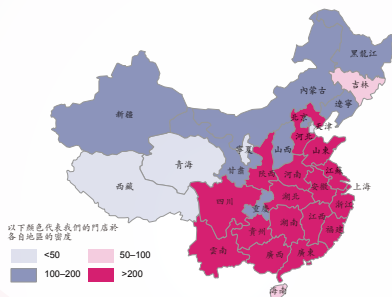 黑龍江
吉林
內蒙古
遼寧
新疆
北京
天津
河北
寧夏
山西
山東
青海
甘肅
陝西
河南
江蘇
西藏
安徽
上海
四川
湖北
重慶
浙江
湖南
江西
貴州
福建
雲南
廣西
廣東
海南
以下顏色代表我們的門店於
各自地區的密度
<50
50–100
100–200
>200